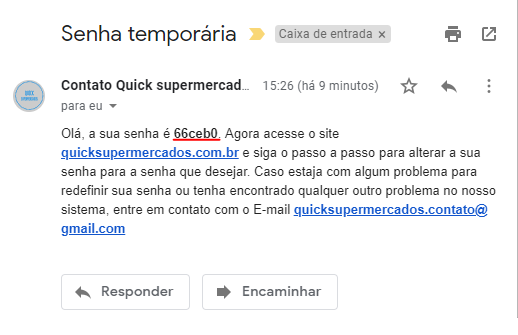 Senha temporária
Caixa de entrada ×
Contato Quick supermercad... 15:26 (há 9 minutos)
para eu
Olá, a sua senha é 66ceb0. Agora acesse o site
quicksupermercados.com.br e siga o passo a passo para alterar a sua
senha para a senha que desejar. Caso estaja com algum problema para
redefinir sua senha ou tenha encontrado qualquer outro problema no nosso
sistema, entre em contato com o E-mail quicksupermercados.contato@
gmail.com
Responder
Encaminhar